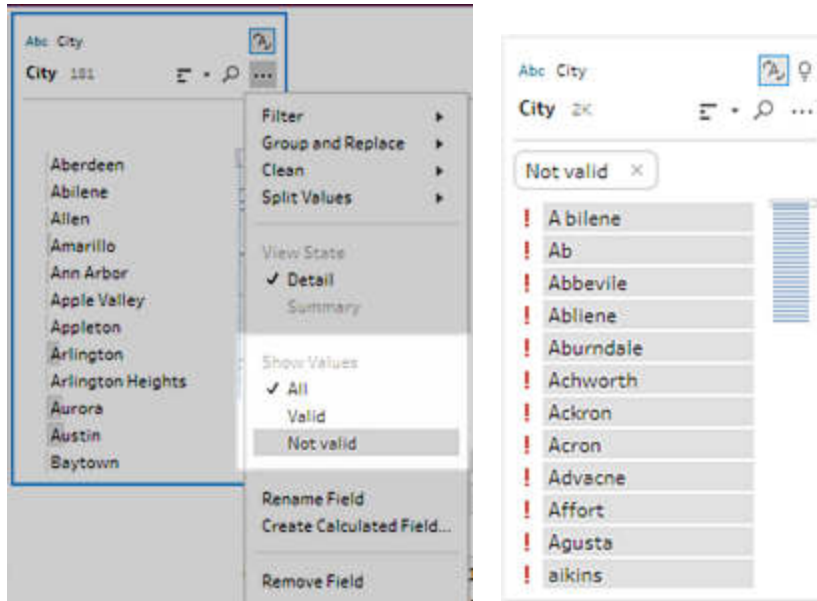 Abc City
City 181
Aberdeen
Abilene
Allen
Amarillo
Ann Arbor
Apple Valley
Appleton
Arlington
Arlington Heights
Aurora
Austin
Baytown
Filter
Group and Replace
Clean
Split Values
View State
✓ Detail
Summary
Show Values
✓ All
Valid
Not valid
Rename Field
Create Calculated Field...
Remove Field
Abc City
City 2K
Not valid ×
! A bilene
! Ab
! Abbevile
! Abliene
! Aburndale
! Achworth
! Ackron
! Acron
! Advacne
! Affort
! Agusta
! aikins